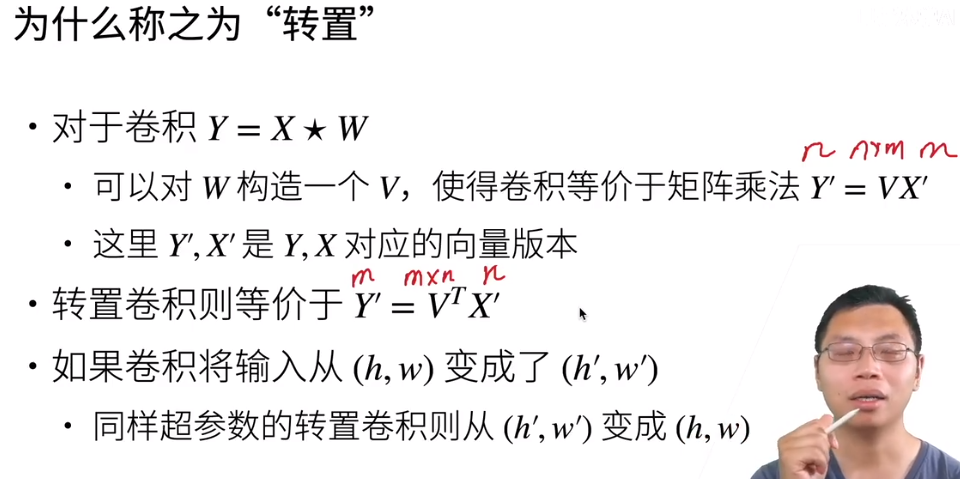 为什么称之为“转置”
• 对于卷积 Y = X ★ W
n n×m m
• 可以对 W 构造一个 V，使得卷积等价于矩阵乘法 Y′ = VX′
• 这里 Y′, X′ 是 Y, X 对应的向量版本
m m×n n
• 转置卷积则等价于 Y′ = VᵀX′
• 如果卷积将输入从 (h, w) 变成了 (h′, w′)
• 同样超参数的转置卷积则从 (h′, w′) 变成 (h, w)